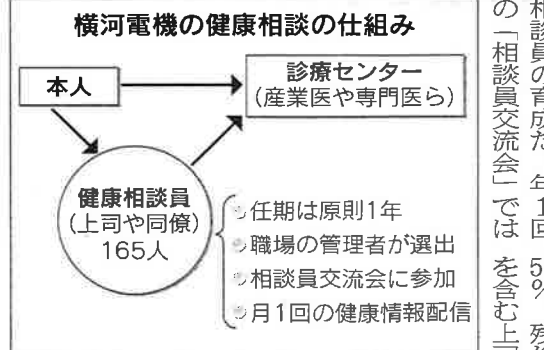 横河電機の健康相談の仕組み
本人
診療センター
(産業医や専門医ら)
健康相談員
(上司や同僚)
165人
任期は原則1年
職場の管理者が選出
相談員交流会に参加
月1回の健康情報配信
相談員の育成だ 年1回
の「相談員交流会」では
5%
を含む上司